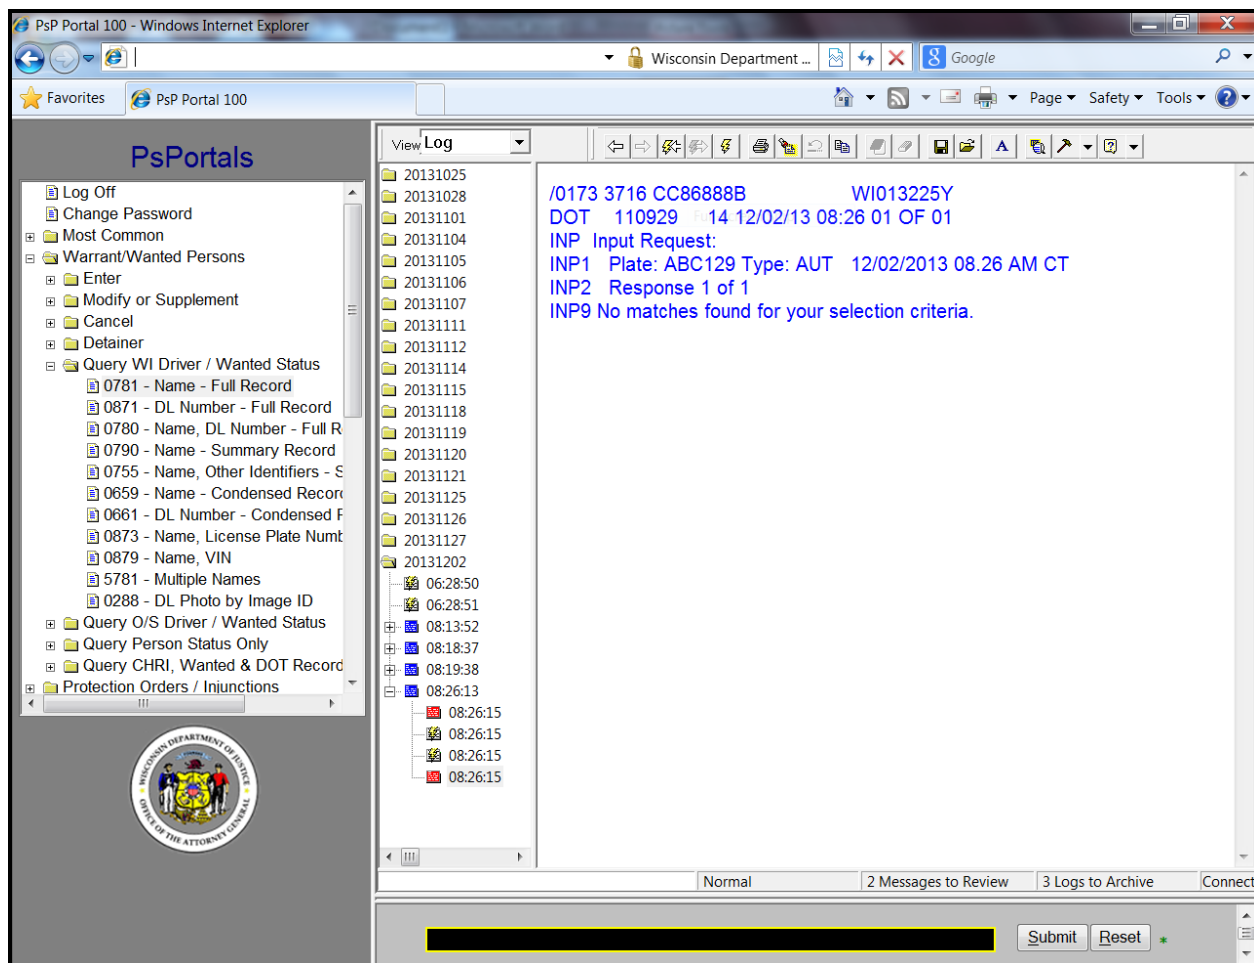 PsP Portal 100 - Windows Internet Explorer
Wisconsin Department ...
Google
Favorites
PsP Portal 100
Page
Safety
Tools
PsPortals
Log Off
Change Password
Most Common
Warrant/Wanted Persons
Enter
Modify or Supplement
Cancel
Detainer
Query WI Driver / Wanted Status
0781 - Name - Full Record
0871 - DL Number - Full Record
0780 - Name, DL Number - Full R
0790 - Name - Summary Record
0755 - Name, Other Identifiers - S
0659 - Name - Condensed Record
0661 - DL Number - Condensed F
0873 - Name, License Plate Numb
0879 - Name, VIN
5781 - Multiple Names
0288 - DL Photo by Image ID
Query O/S Driver / Wanted Status
Query Person Status Only
Query CHRI, Wanted & DOT Record
Protection Orders / Injunctions
WISCONSIN DEPARTMENT OF JUSTICE
OFFICE OF THE ATTORNEY GENERAL
View Log
20131025
20131028
20131101
20131104
20131105
20131106
20131107
20131111
20131112
20131114
20131115
20131118
20131119
20131120
20131121
20131125
20131126
20131127
20131202
06:28:50
06:28:51
08:13:52
08:18:37
08:19:38
08:26:13
08:26:15
08:26:15
08:26:15
08:26:15
A
/0173 3716 CC86888B WI013225Y
DOT 110929 14 12/02/13 08:26 01 OF 01
INP Input Request:
INP1 Plate: ABC129 Type: AUT 12/02/2013 08.26 AM CT
INP2 Response 1 of 1
INP9 No matches found for your selection criteria.
Normal
2 Messages to Review
3 Logs to Archive
Connect
Submit
Reset
*